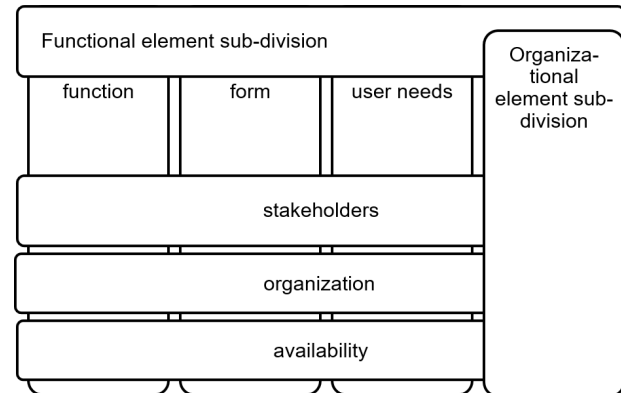 Functional element sub-division
Organiza-
tional
element sub-
division
function
form
user needs
stakeholders
organization
availability